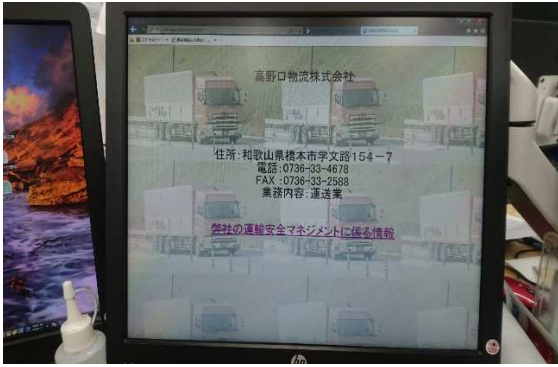 高野口物流株式会社
住所:和歌山県橋本市学文路154-7
電話:0736-33-4678
FAX :0736-33-2588
業務内容:運送業
弊社の運輸安全マネジメントに係る情報
hp